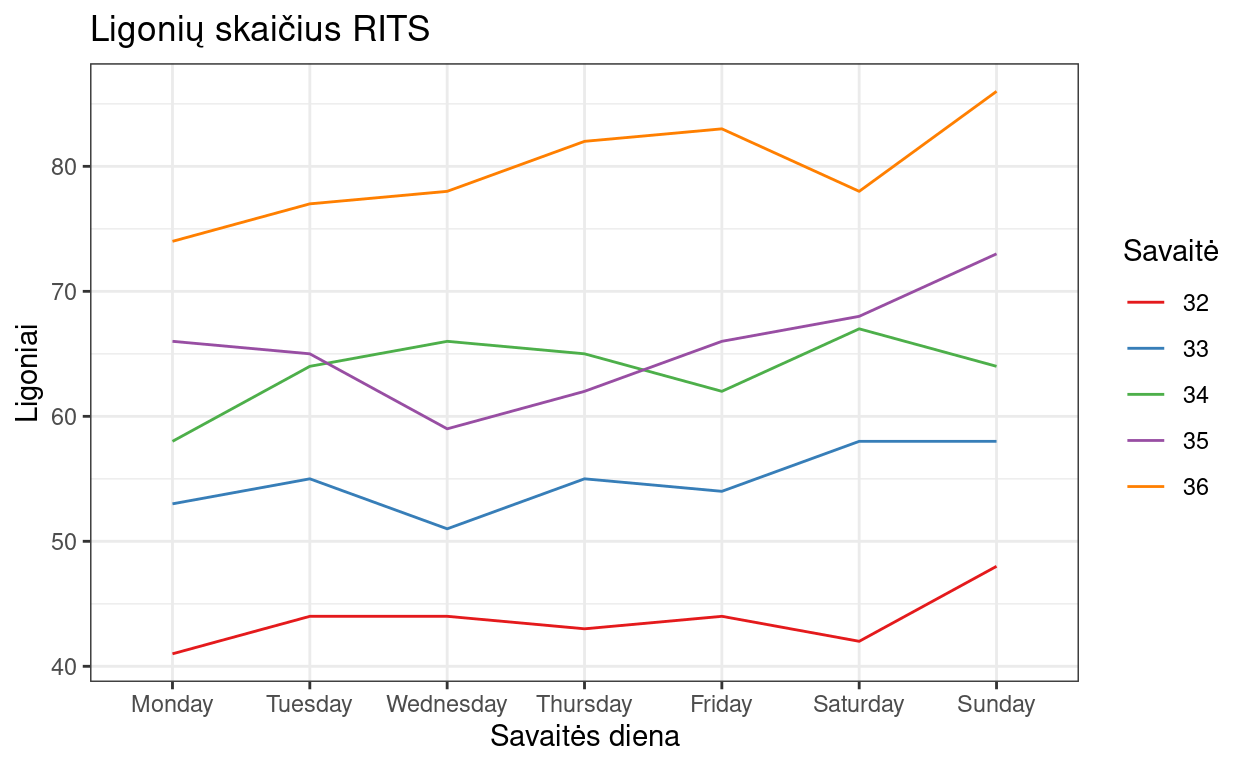 Ligonių skaičius RITS
80
70
60
50
40
Ligoniai
Monday Tuesday Wednesday Thursday Friday Saturday Sunday
Savaitės diena
Savaitė
32
33
34
35
36